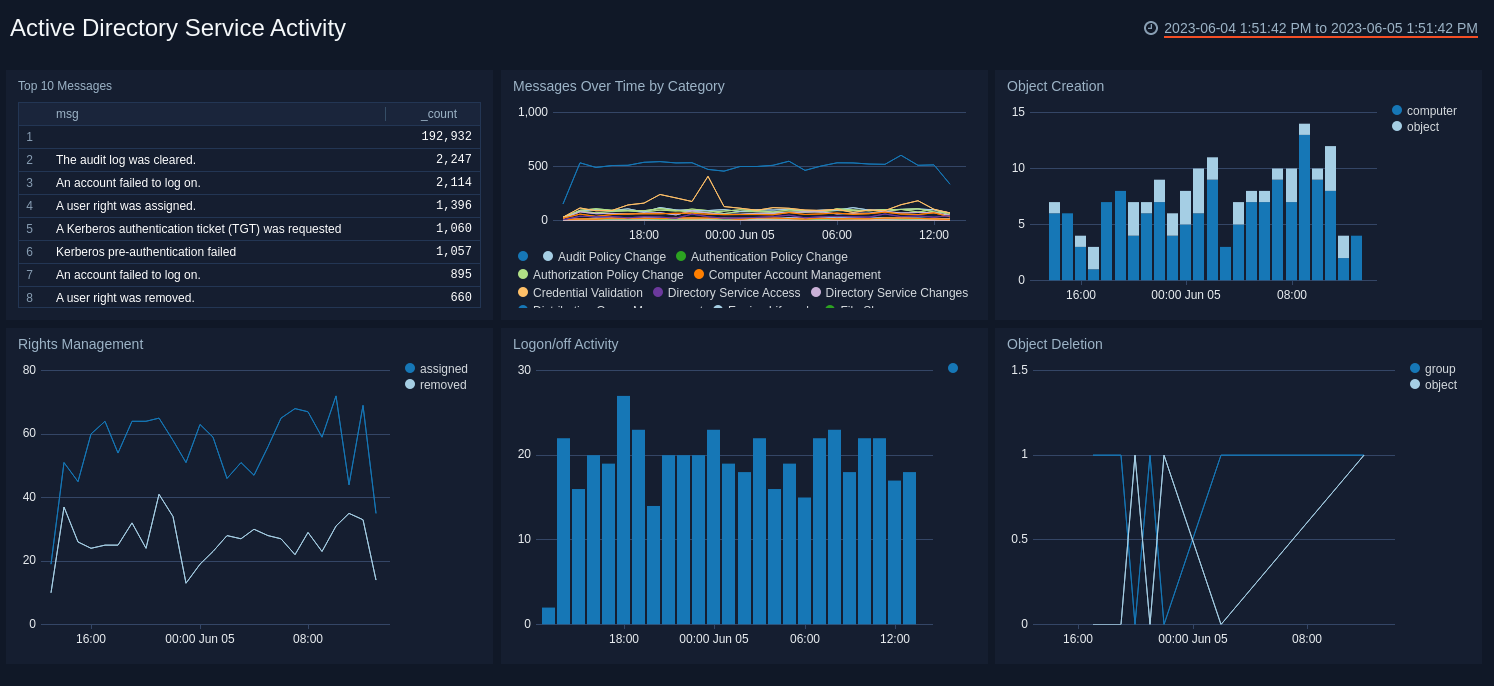 Active Directory Service Activity
2023-06-04 1:51:42 PM to 2023-06-05 1:51:42 PM
Top 10 Messages
msg _count
1 192,932
2 The audit log was cleared. 2,247
3 An account failed to log on. 2,114
4 A user right was assigned. 1,396
5 A Kerberos authentication ticket (TGT) was requested 1,060
6 Kerberos pre-authentication failed 1,057
7 An account failed to log on. 895
8 A user right was removed. 660
Messages Over Time by Category
1,000
500
0
18:00 00:00 Jun 05 06:00 12:00
Audit Policy Change Authentication Policy Change
Authorization Policy Change Computer Account Management
Credential Validation Directory Service Access Directory Service Changes
Object Creation
15
10
5
0
16:00 00:00 Jun 05 08:00
computer
object
Rights Management
80
60
40
20
0
16:00 00:00 Jun 05 08:00
assigned
removed
Logon/off Activity
30
20
10
0
18:00 00:00 Jun 05 06:00 12:00
Object Deletion
1.5
1
0.5
0
16:00 00:00 Jun 05 08:00
group
object